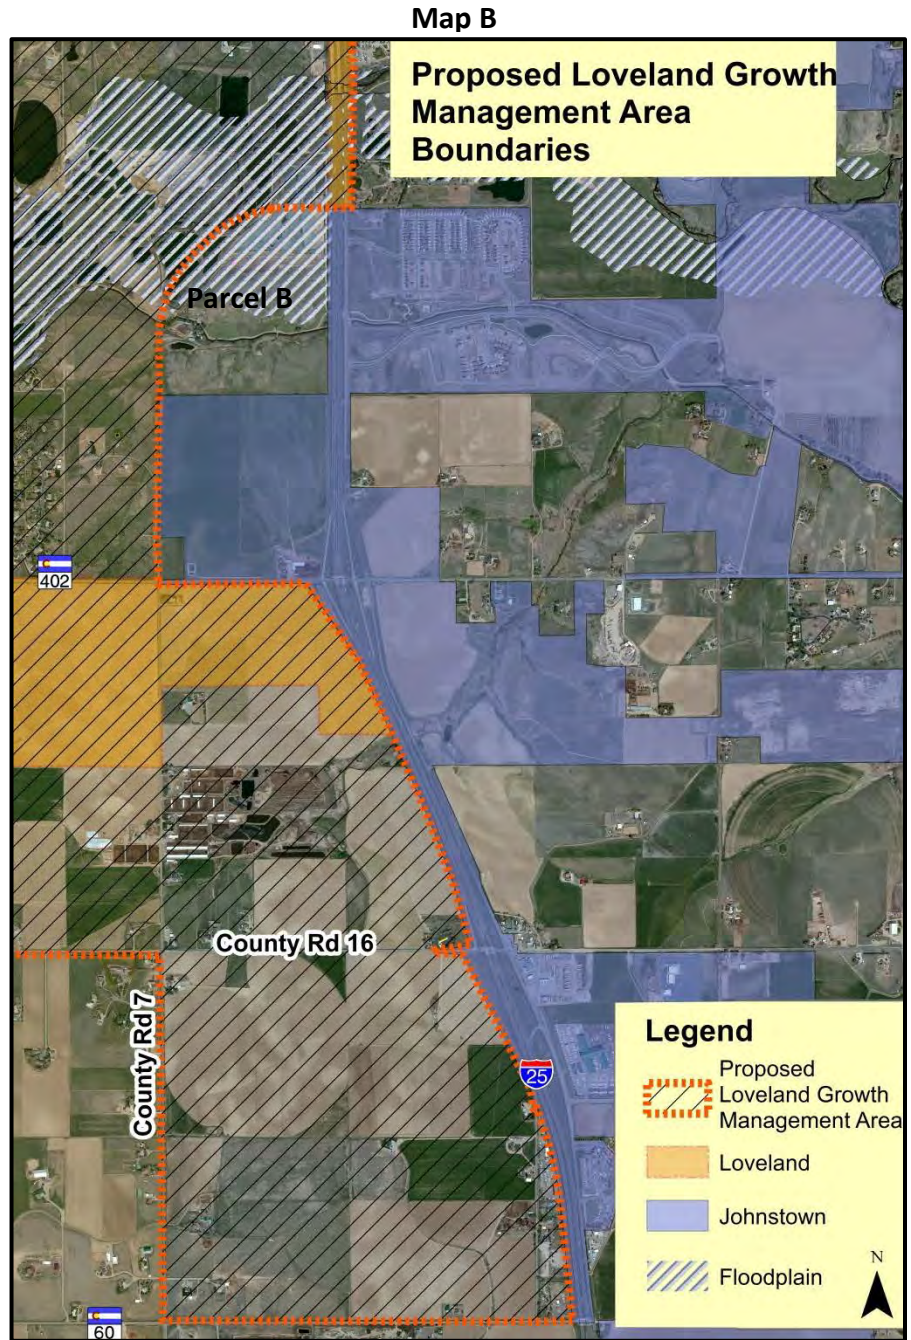 Map B
Proposed Loveland Growth
Management Area
Boundaries
Parcel B
402
County Rd 16
County Rd 7
25
60
Legend
Proposed
Loveland Growth
Management Area
Loveland
Johnstown
Floodplain
N